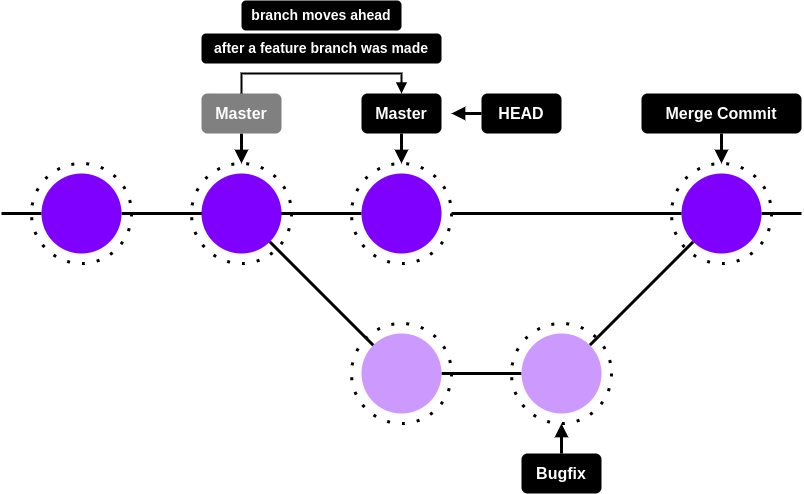 branch moves ahead
after a feature branch was made
Master
Master
HEAD
Merge Commit
Bugfix